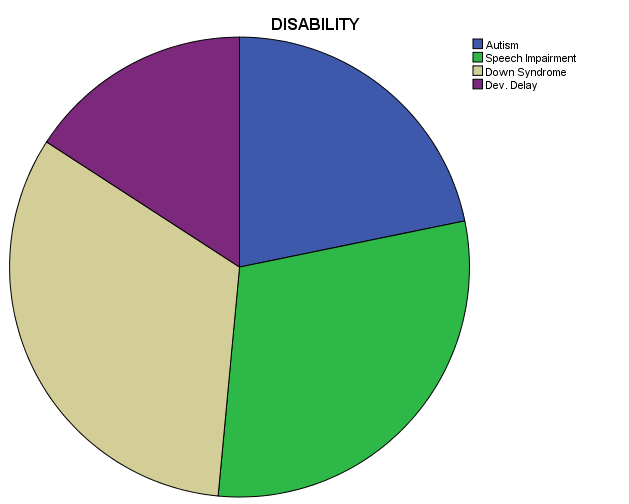 DISABILITY
Autism
Speech Impairment
Down Syndrome
Dev. Delay